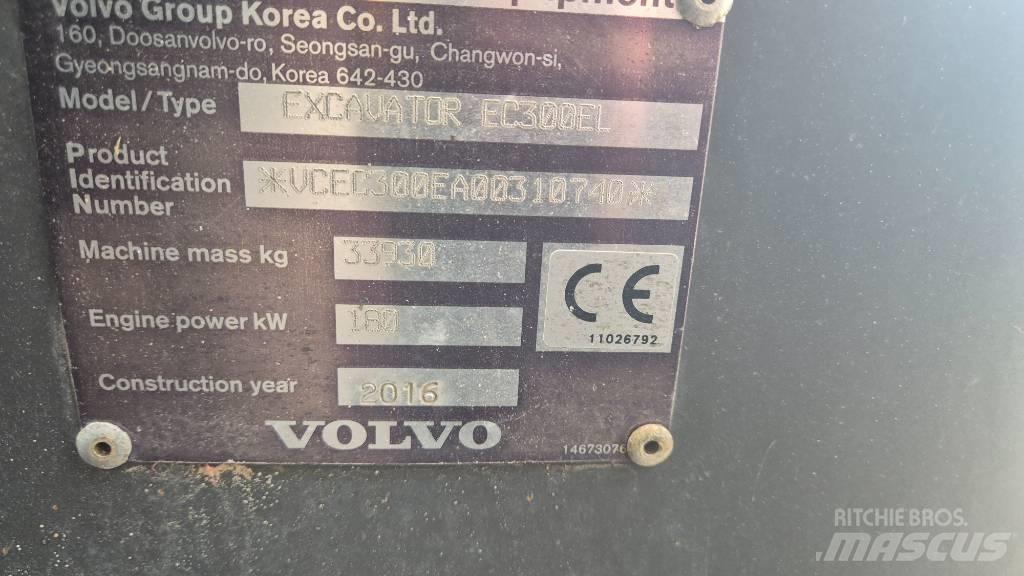 Volvo Group Korea Co. Ltd.
160, Doosanvolvo-ro, Seongsan-gu, Changwon-si,
Gyeongsangnam-do, Korea 642-430
Model/Type EXCAVATOR EC300EL
Product
Identification
Number
*VCEC300EA00310740*
Machine mass kg 33930
Engine power kW 180
CE
11026792
Construction year 2016
VOLVO
RITCHIE BROS.
MASCUS